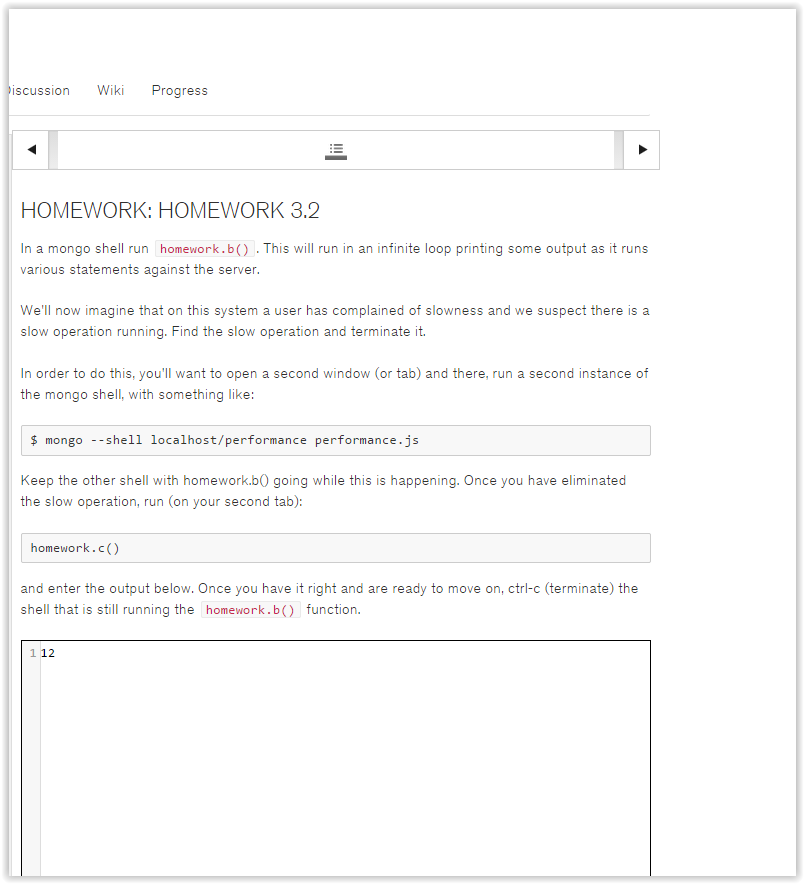 iscussion Wiki Progress
HOMEWORK: HOMEWORK 3.2
In a mongo shell run homework.b() . This will run in an infinite loop printing some output as it runs
various statements against the server.
We'll now imagine that on this system a user has complained of slowness and we suspect there is a
slow operation running. Find the slow operation and terminate it.
In order to do this, you'll want to open a second window (or tab) and there, run a second instance of
the mongo shell, with something like:
$ mongo --shell localhost/performance performance.js
Keep the other shell with homework.b() going while this is happening. Once you have eliminated
the slow operation, run (on your second tab):
homework.c()
and enter the output below. Once you have it right and are ready to move on, ctrl-c (terminate) the
shell that is still running the homework.b() function.
1 12